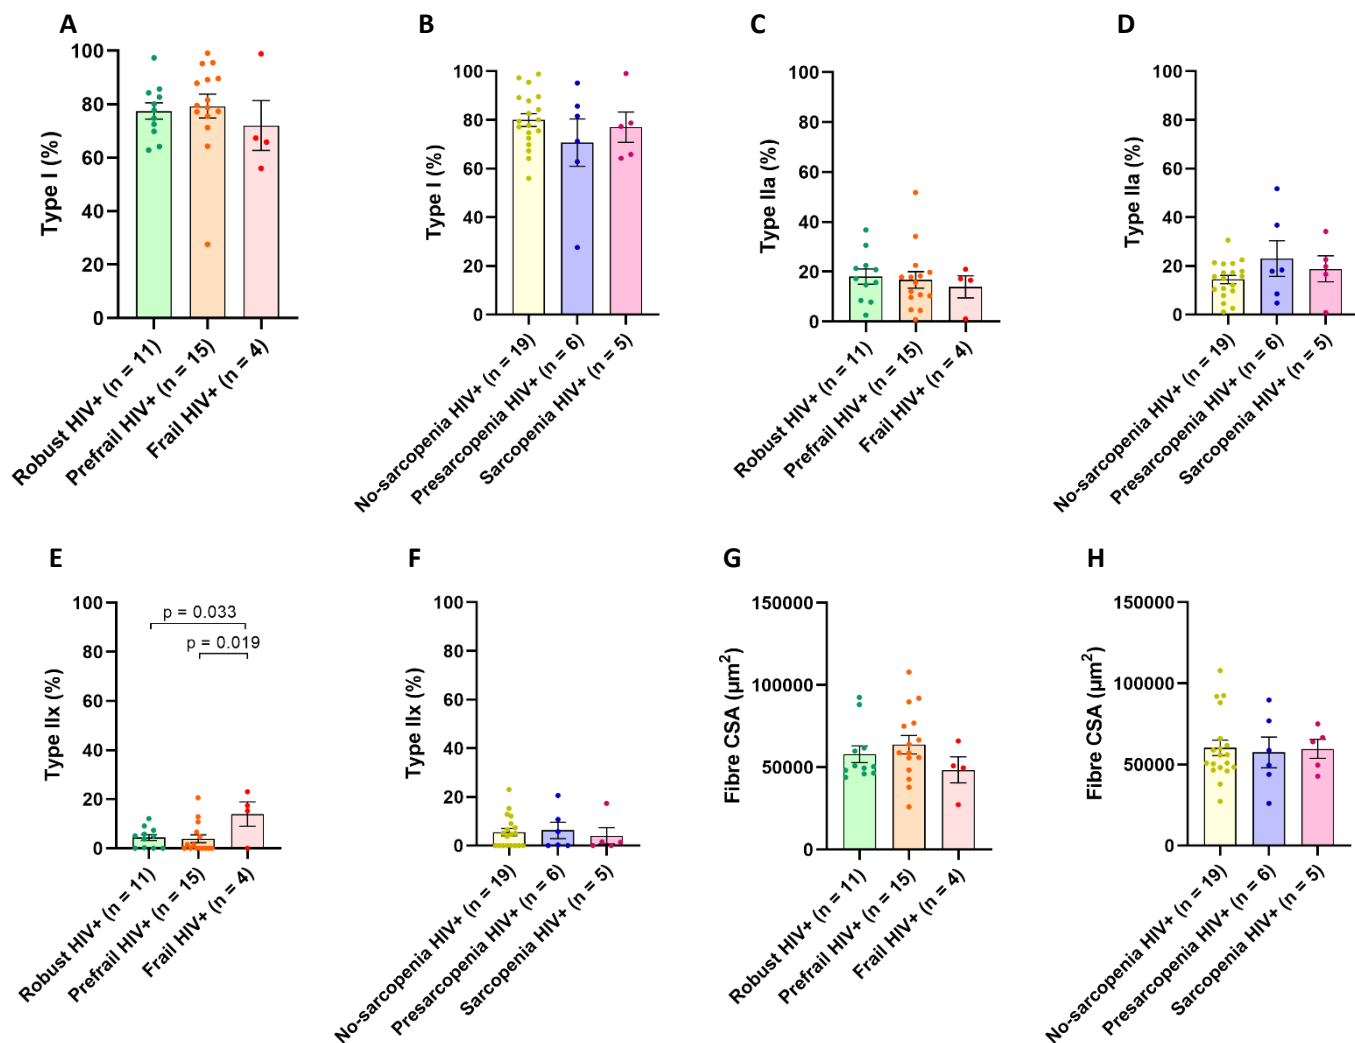 A
Type I (%)
100
80
60
40
20
0
Robust HIV+ (n = 11)
Prefrail HIV+ (n = 15)
Frail HIV+ (n = 4)
B
Type I (%)
100
80
60
40
20
0
No-sarcopenia HIV+ (n = 19)
Presarcopenia HIV+ (n = 6)
Sarcopenia HIV+ (n = 5)
C
Type IIa (%)
100
80
60
40
20
0
Robust HIV+ (n = 11)
Prefrail HIV+ (n = 15)
Frail HIV+ (n = 4)
D
Type IIa (%)
100
80
60
40
20
0
No-sarcopenia HIV+ (n = 19)
Presarcopenia HIV+ (n = 6)
Sarcopenia HIV+ (n = 5)
E
Type IIx (%)
100
80
60
40
20
0
p = 0.033
p = 0.019
Robust HIV+ (n = 11)
Prefrail HIV+ (n = 15)
Frail HIV+ (n = 4)
F
Type IIx (%)
100
80
60
40
20
0
No-sarcopenia HIV+ (n = 19)
Presarcopenia HIV+ (n = 6)
Sarcopenia HIV+ (n = 5)
G
Fibre CSA (µm²)
150000
100000
50000
0
Robust HIV+ (n = 11)
Prefrail HIV+ (n = 15)
Frail HIV+ (n = 4)
H
Fibre CSA (µm²)
150000
100000
50000
0
No-sarcopenia HIV+ (n = 19)
Presarcopenia HIV+ (n = 6)
Sarcopenia HIV+ (n = 5)